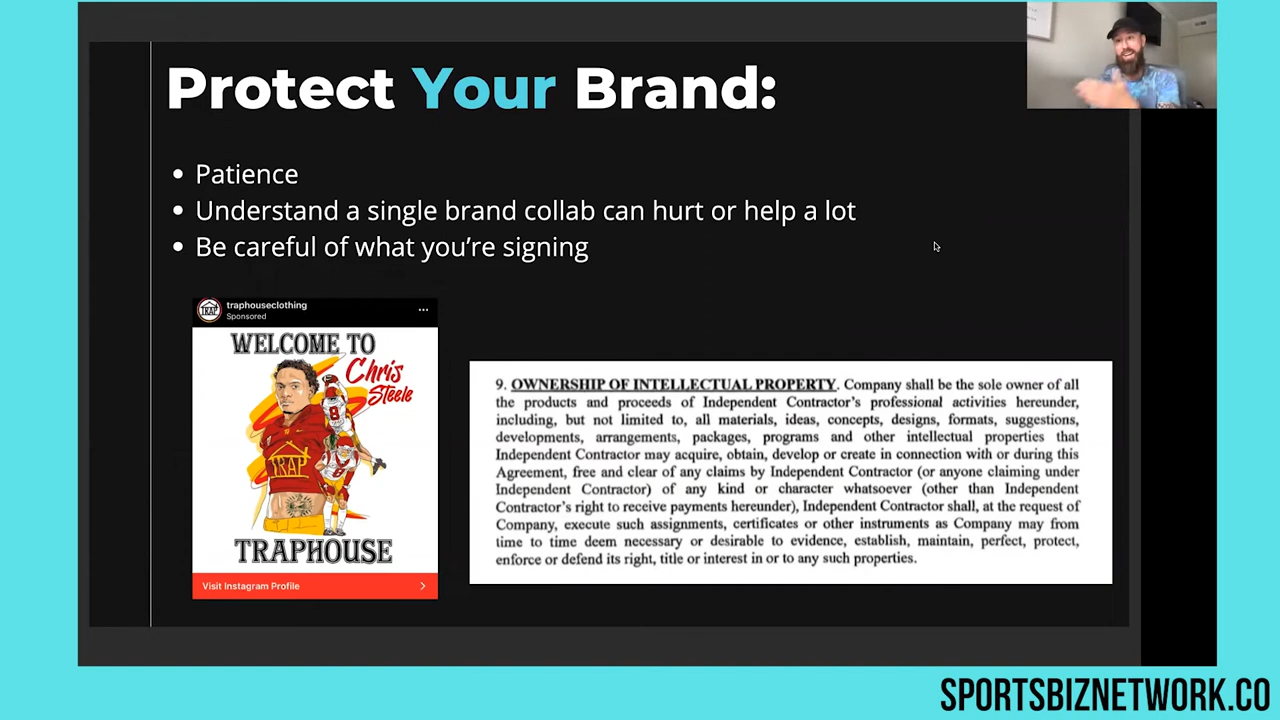 Protect Your Brand:
• Patience
• Understand a single brand collab can hurt or help a lot
• Be careful of what you're signing
TRAP
traphouseclothing
Sponsored
...
WELCOME TO
Chris
Steele
8
TRAP
TRAPHOUSE
Visit Instagram Profile
9. OWNERSHIP OF INTELLECTUAL PROPERTY. Company shall be the sole owner of all
the products and proceeds of Independent Contractor's professional activities hereunder,
including, but not limited to, all materials, ideas, concepts, designs, formats, suggestions,
developments, arrangements, packages, programs and other intellectual properties that
Independent Contractor may acquire, obtain, develop or create in connection with or during this
Agreement, free and clear of any claims by Independent Contractor (or anyone claiming under
Independent Contractor) of any kind or character whatsoever (other than Independent
Contractor's right to receive payments hereunder), Independent Contractor shall, at the request of
Company, execute such assignments, certificates or other instruments as Company may from
time to time deem necessary or desirable to evidence, establish, maintain, perfect, protect,
enforce or defend its right, title or interest in or to any such properties.
SPORTSBIZNETWORK.CO